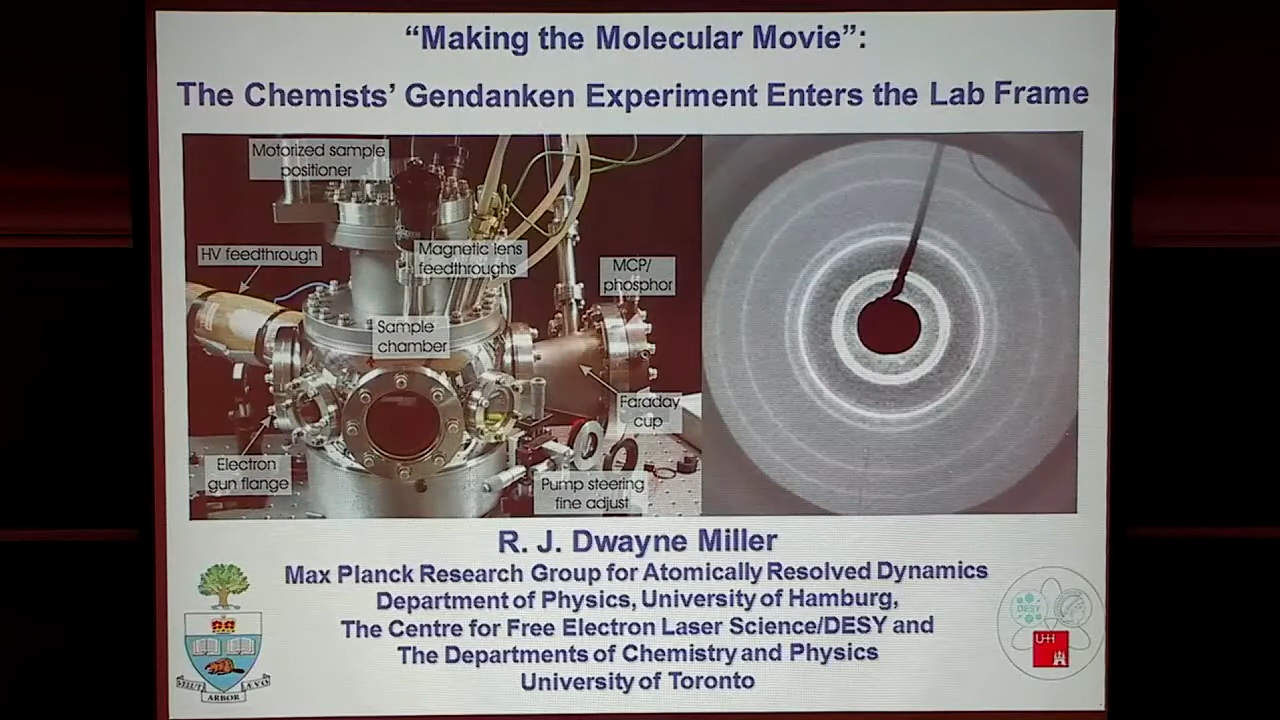 “Making the Molecular Movie”:
The Chemists’ Gendanken Experiment Enters the Lab Frame
Motorized sample
positioner
HV feedthrough
Magnetic lens
feedthroughs
MCP/
phosphor
Sample
chamber
Faraday
cup
Electron
gun flange
Pump steering
fine adjust
R. J. Dwayne Miller
Max Planck Research Group for Atomically Resolved Dynamics
Department of Physics, University of Hamburg,
The Centre for Free Electron Laser Science/DESY and
The Departments of Chemistry and Physics
University of Toronto
VELUT ARBOR ÆVO
DESY
UHH